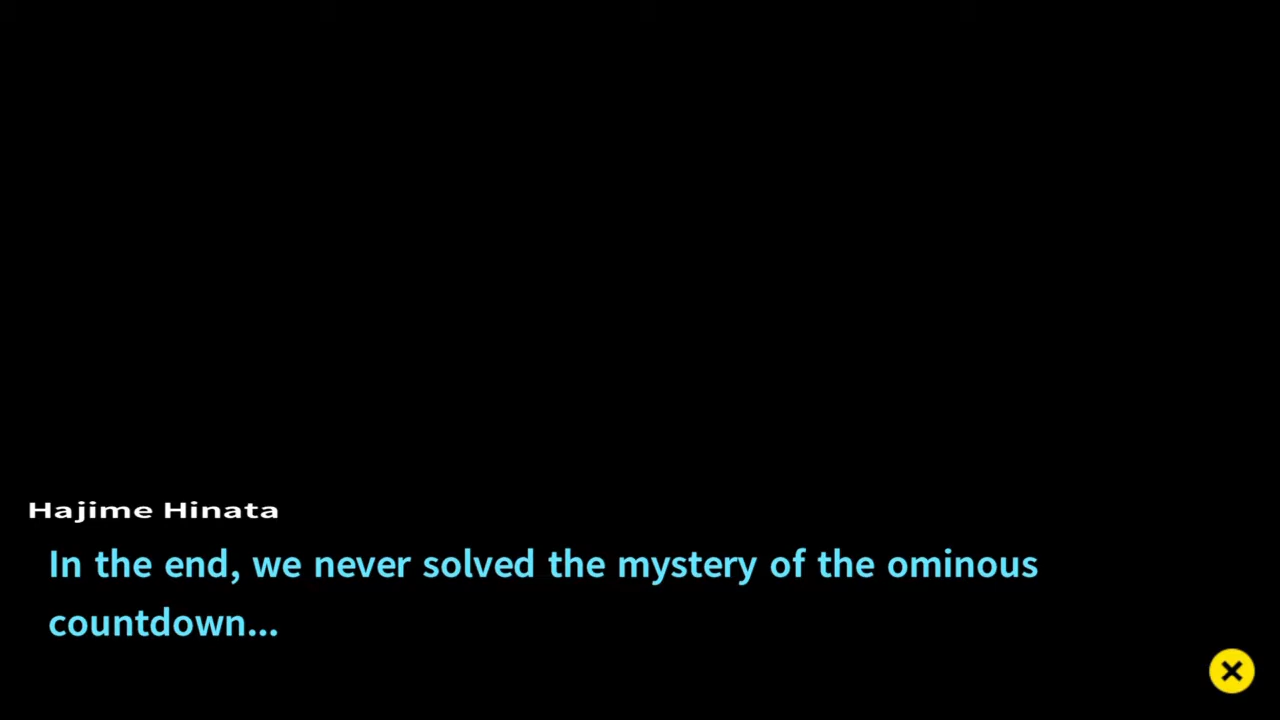 Hajime Hinata
In the end, we never solved the mystery of the ominous
countdown...